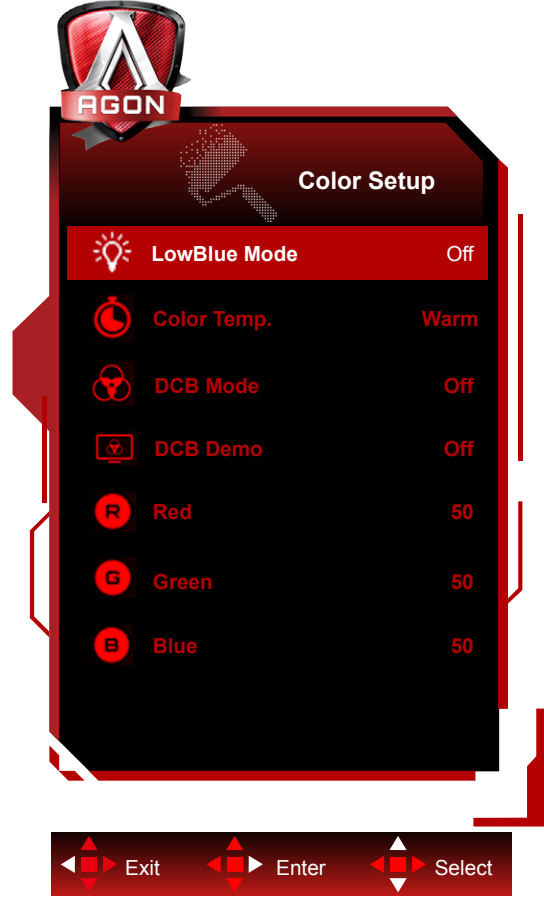 AGON
Color Setup
LowBlue Mode Off
Color Temp. Warm
DCB Mode Off
DCB Demo Off
R Red 50
G Green 50
B Blue 50
Exit Enter Select